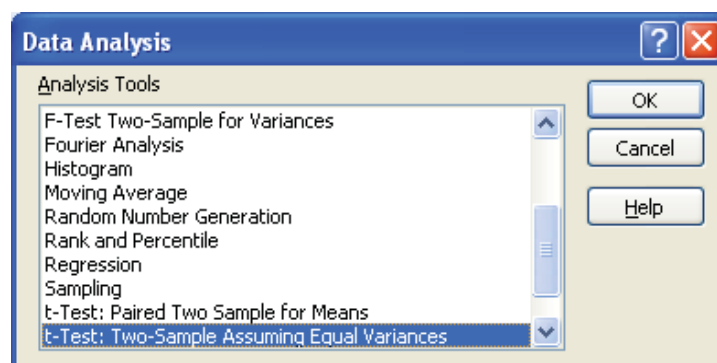 Data Analysis
Analysis Tools
F-Test Two-Sample for Variances
Fourier Analysis
Histogram
Moving Average
Random Number Generation
Rank and Percentile
Regression
Sampling
t-Test: Paired Two Sample for Means
t-Test: Two-Sample Assuming Equal Variances
OK
Cancel
Help